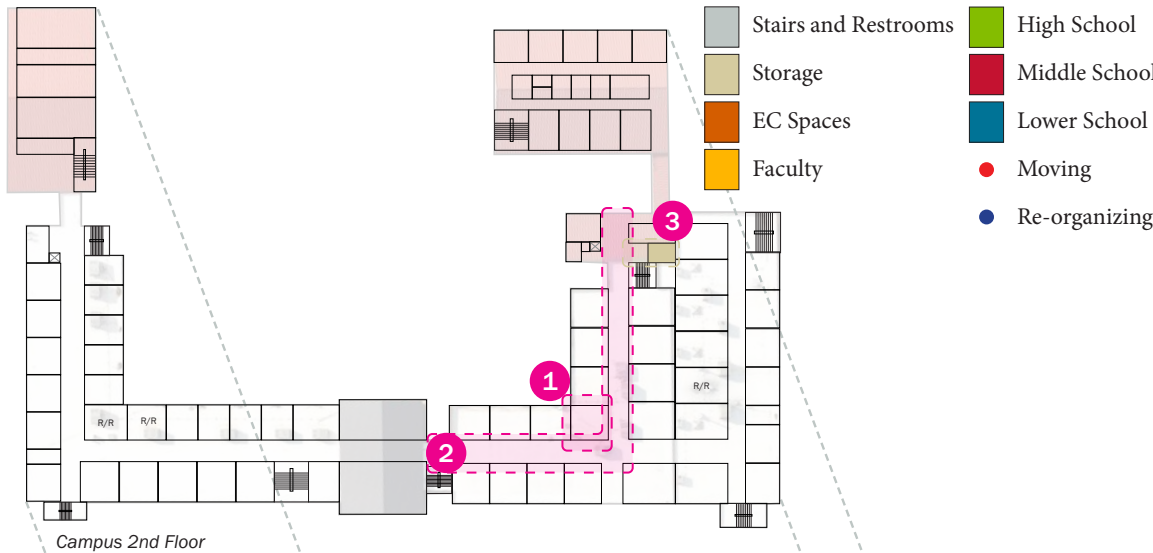 Stairs and Restrooms
Storage
EC Spaces
Faculty
High School
Middle School
Lower School
Moving
Re-organizing
3
1
R/R
R/R
R/R
2
Campus 2nd Floor